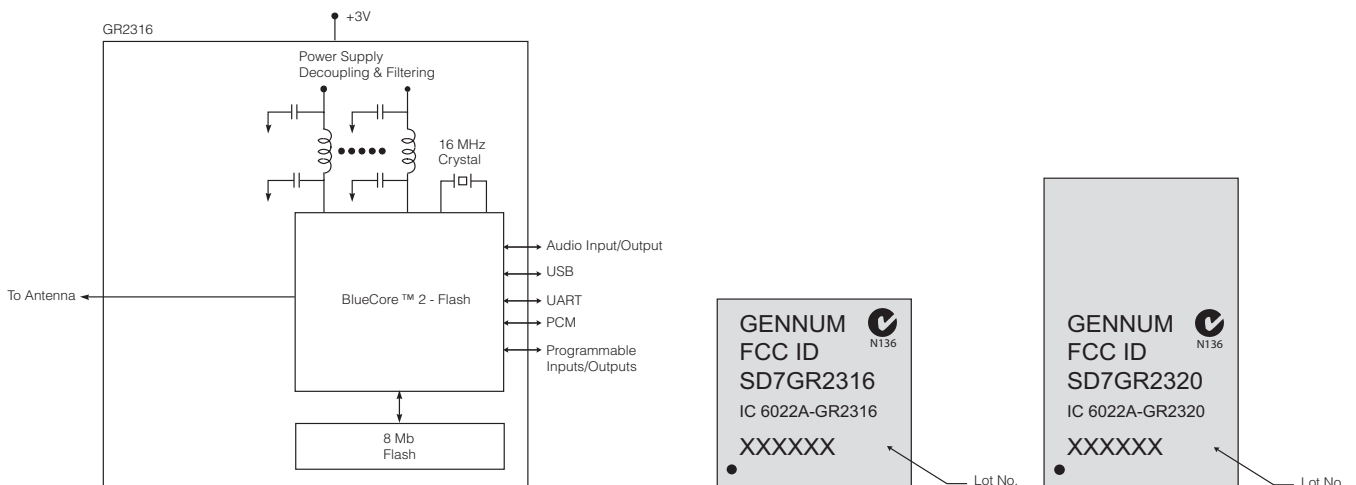 GR2316
+3V
Power Supply
Decoupling & Filtering
16 MHz
Crystal
To Antenna
BlueCore ™ 2 - Flash
Audio Input/Output
USB
UART
PCM
Programmable
Inputs/Outputs
8 Mb
Flash
GENNUM
N136
FCC ID
SD7GR2316
IC 6022A-GR2316
XXXXXX
Lot No.
GENNUM
N136
FCC ID
SD7GR2320
IC 6022A-GR2320
XXXXXX
Lot No.